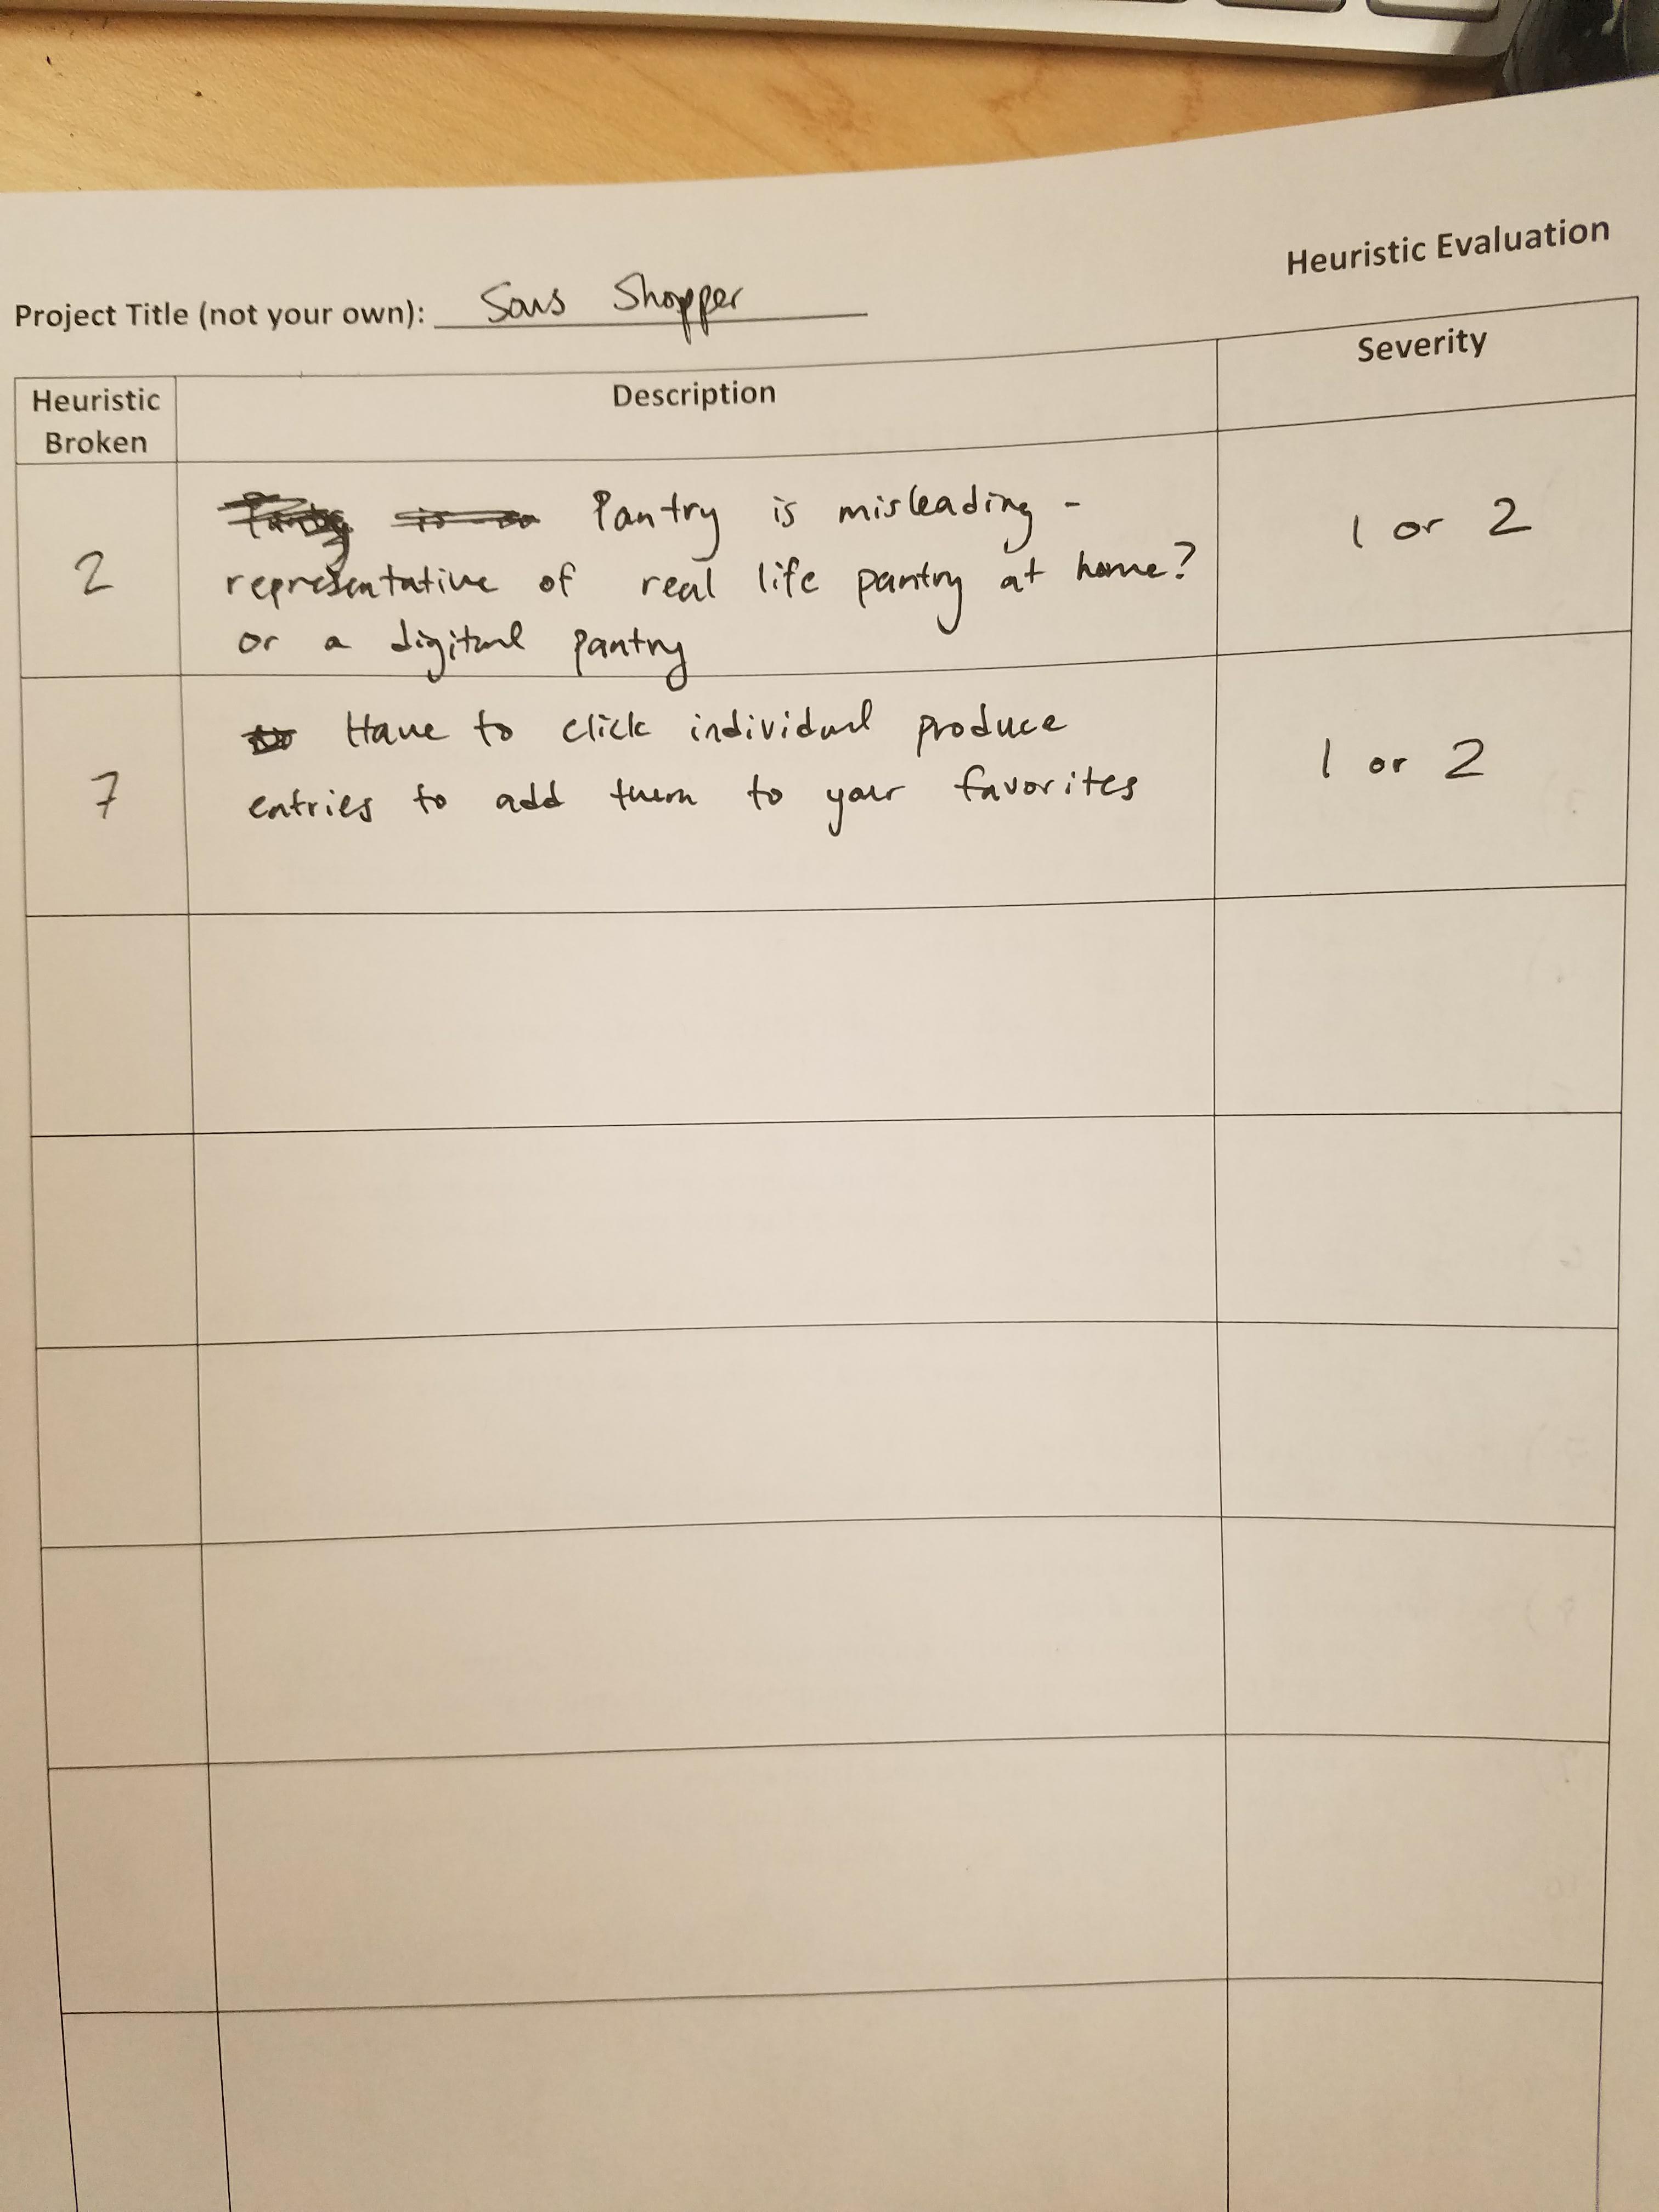 Heuristic Evaluation
Project Title (not your own): Sous Shopper
Heuristic Broken
Description
Severity
2
Pantry is misleading -
representative of real life pantry at home?
or a digital pantry
1 or 2
7
Have to click individual produce
entries to add them to your favorites
1 or 2